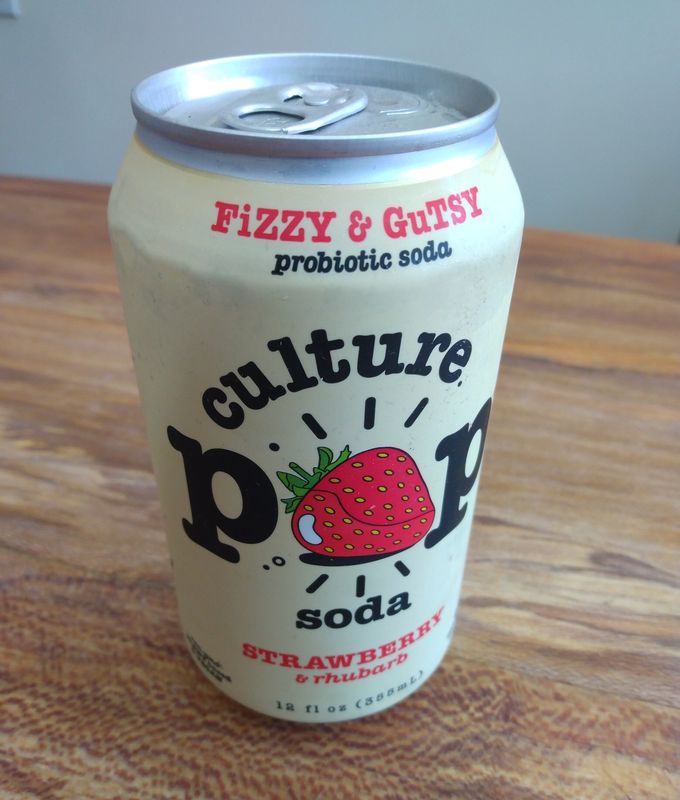 FiZZY & GuTSY
probiotic soda
culture
pop
soda
STRAWBERRY
& rhubarb
12 fl oz (355mL)